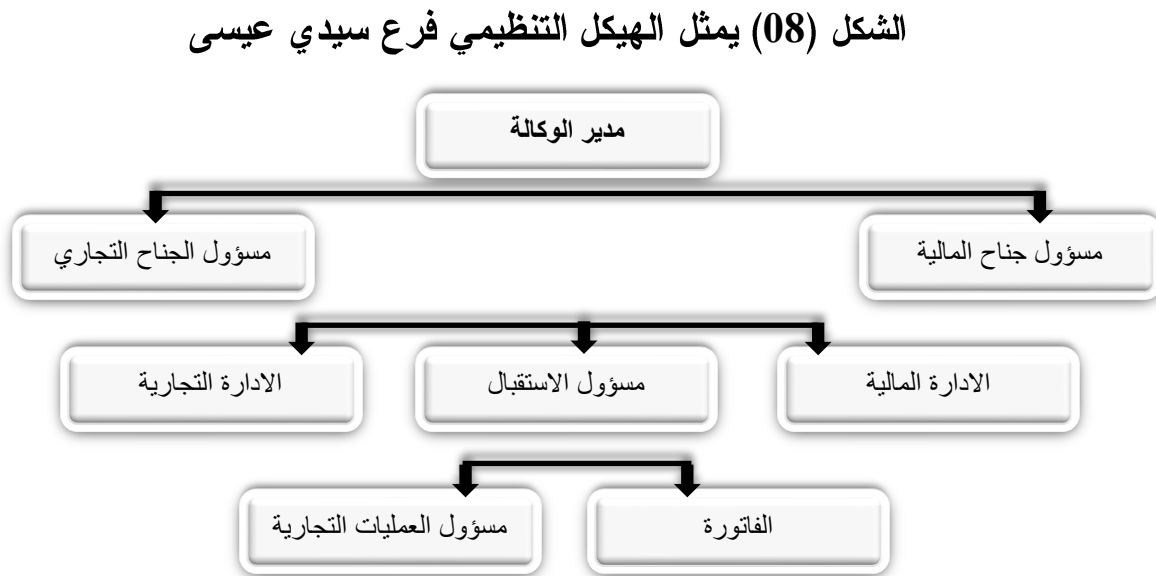 الشكل (08) يمثل الهيكل التنظيمي فرع سيدي عيسى
مدير الوكالة
مسؤول جناح المالية
مسؤول الجناح التجاري
الادارة المالية
مسؤول الاستقبال
الادارة التجارية
الفاتورة
مسؤول العمليات التجارية